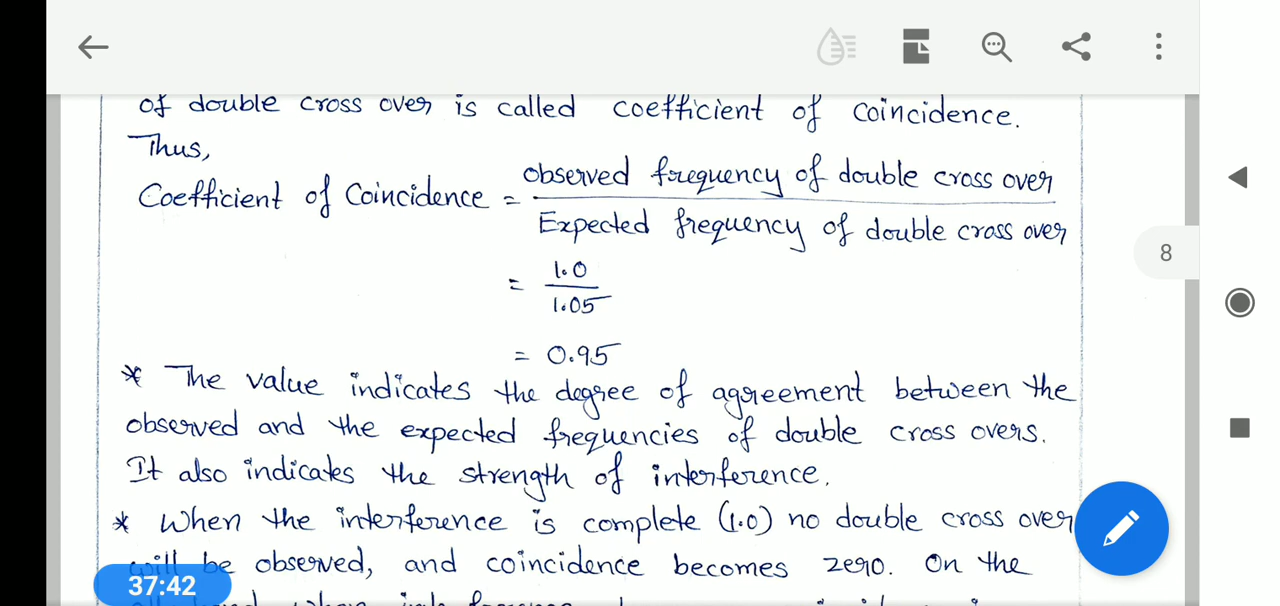 of double cross over is called coefficient of coincidence.
Thus,
Coefficient of Coincidence = observed frequency of double cross over
Expected frequency of double cross over
= 1.0
1.05
= 0.95
* The value indicates the degree of agreement between the
observed and the expected frequencies of double cross overs.
It also indicates the strength of interference.
* When the interference is complete (1.0) no double cross over
will be observed, and coincidence becomes zero. On the
8
37:42